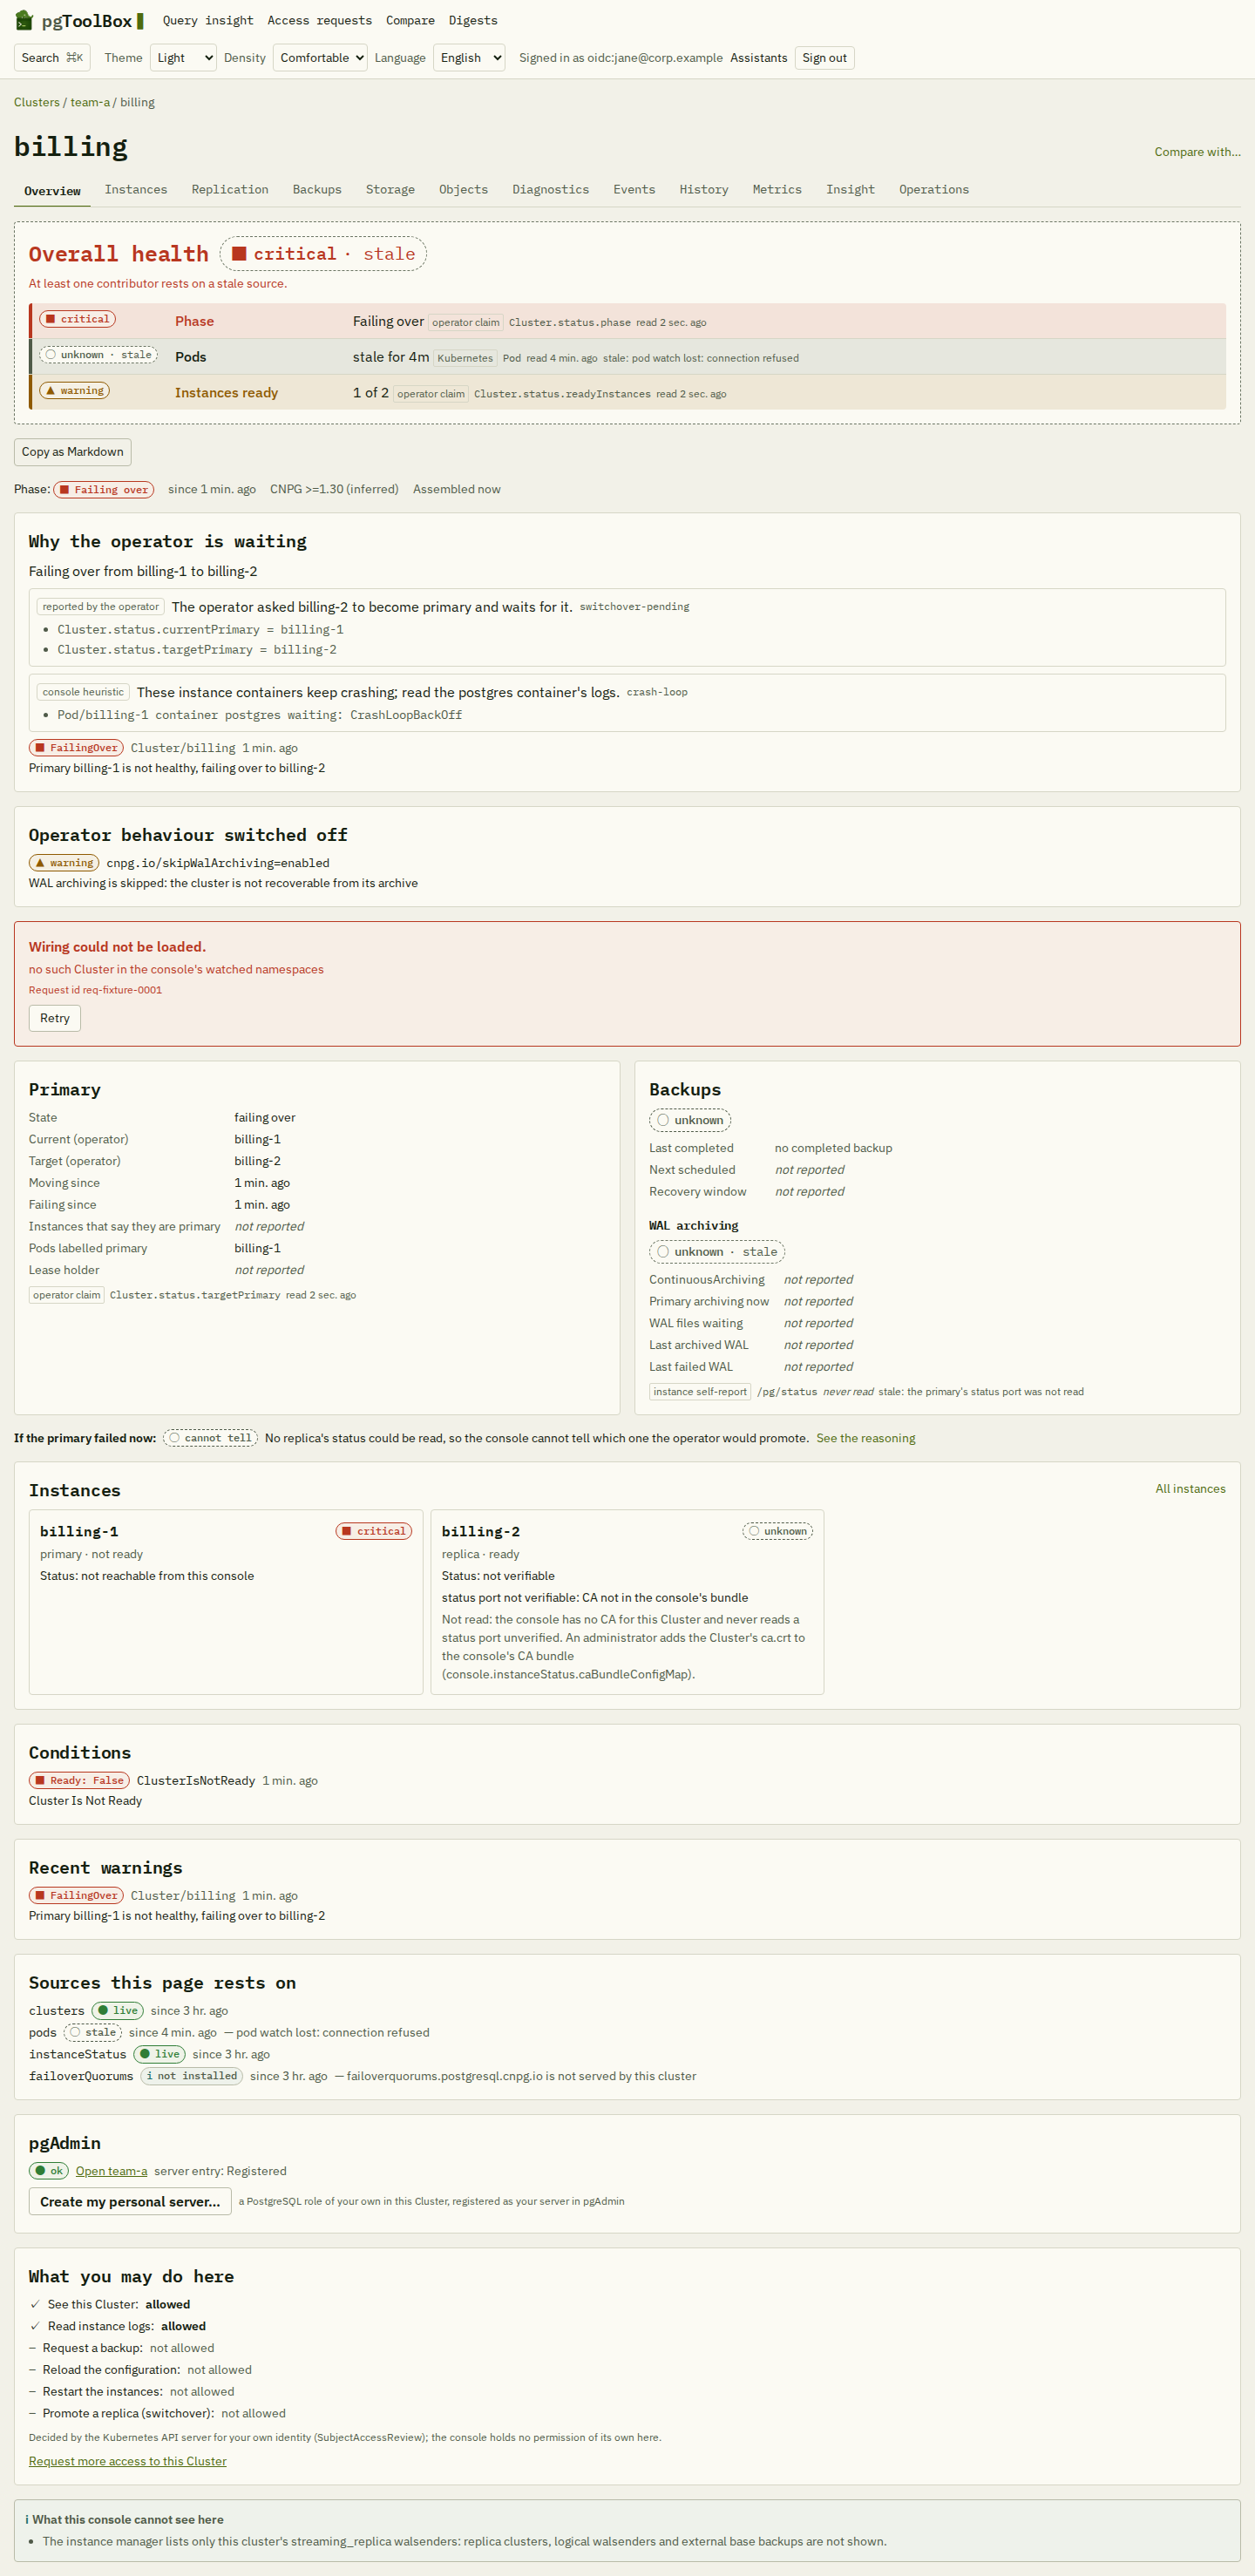 pgToolBox Query insight Access requests Compare Digests
Search ⌘K Theme Light Density Comfortable Language English Signed in as oidc:jane@corp.example Assistants Sign out
Clusters / team-a / billing
billing
Compare with...
Overview Instances Replication Backups Storage Objects Diagnostics Events History Metrics Insight Operations
Overall health critical · stale
At least one contributor rests on a stale source.
critical Phase Failing over operator claim Cluster.status.phase read 2 sec. ago
unknown · stale Pods stale for 4m Kubernetes Pod read 4 min. ago stale: pod watch lost: connection refused
warning Instances ready 1 of 2 operator claim Cluster.status.readyInstances read 2 sec. ago
Copy as Markdown
Phase: Failing over since 1 min. ago CNPG >=1.30 (inferred) Assembled now
Why the operator is waiting
Failing over from billing-1 to billing-2
reported by the operator The operator asked billing-2 to become primary and waits for it. switchover-pending
• Cluster.status.currentPrimary = billing-1
• Cluster.status.targetPrimary = billing-2
console heuristic These instance containers keep crashing; read the postgres container's logs. crash-loop
• Pod/billing-1 container postgres waiting: CrashLoopBackOff
FailingOver Cluster/billing 1 min. ago
Primary billing-1 is not healthy, failing over to billing-2
Operator behaviour switched off
warning cnpg.io/skipWalArchiving=enabled
WAL archiving is skipped: the cluster is not recoverable from its archive
Wiring could not be loaded.
no such Cluster in the console's watched namespaces
Request id req-fixture-0001
Retry
Primary
State failing over
Current (operator) billing-1
Target (operator) billing-2
Moving since 1 min. ago
Failing since 1 min. ago
Instances that say they are primary not reported
Pods labelled primary billing-1
Lease holder not reported
operator claim Cluster.status.targetPrimary read 2 sec. ago
Backups
unknown
Last completed no completed backup
Next scheduled not reported
Recovery window not reported
WAL archiving
unknown · stale
ContinuousArchiving not reported
Primary archiving now not reported
WAL files waiting not reported
Last archived WAL not reported
Last failed WAL not reported
instance self-report /pg/status never read stale: the primary's status port was not read
If the primary failed now: cannot tell No replica's status could be read, so the console cannot tell which one the operator would promote. See the reasoning
Instances All instances
billing-1 critical
primary · not ready
Status: not reachable from this console
billing-2 unknown
replica · ready
Status: not verifiable
status port not verifiable: CA not in the console's bundle
Not read: the console has no CA for this Cluster and never reads a
status port unverified. An administrator adds the Cluster's ca.crt to
the console's CA bundle
(console.instanceStatus.caBundleConfigMap).
Conditions
Ready: False ClusterIsNotReady 1 min. ago
Cluster Is Not Ready
Recent warnings
FailingOver Cluster/billing 1 min. ago
Primary billing-1 is not healthy, failing over to billing-2
Sources this page rests on
clusters live since 3 hr. ago
pods stale since 4 min. ago — pod watch lost: connection refused
instanceStatus live since 3 hr. ago
failoverQuorums i not installed since 3 hr. ago — failoverquorums.postgresql.cnpg.io is not served by this cluster
pgAdmin
ok Open team-a server entry: Registered
Create my personal server... a PostgreSQL role of your own in this Cluster, registered as your server in pgAdmin
What you may do here
✓ See this Cluster: allowed
✓ Read instance logs: allowed
– Request a backup: not allowed
– Reload the configuration: not allowed
– Restart the instances: not allowed
– Promote a replica (switchover): not allowed
Decided by the Kubernetes API server for your own identity (SubjectAccessReview); the console holds no permission of its own here.
Request more access to this Cluster
i What this console cannot see here
• The instance manager lists only this cluster's streaming_replica walsenders: replica clusters, logical walsenders and external base backups are not shown.